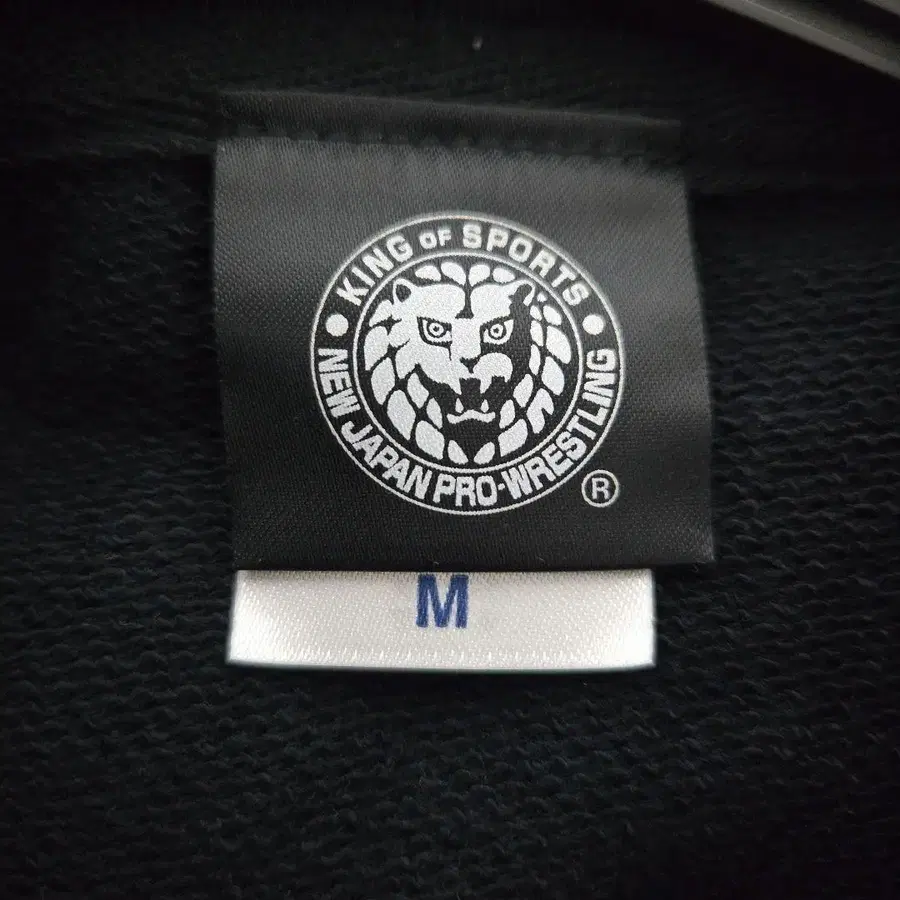 KING OF SPORTS
NEW JAPAN PRO-WRESTLING
®
M